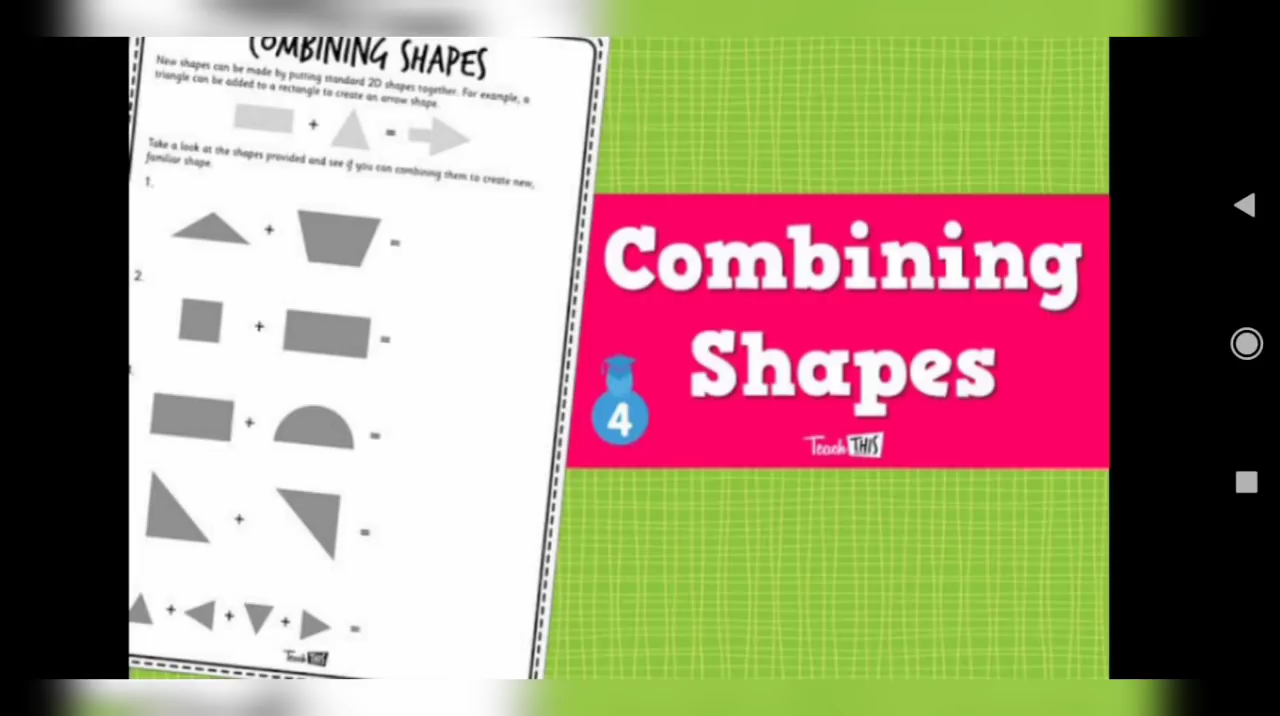 COMBINING SHAPES
New shapes can be made by putting standard 2D shapes together. For example, a
triangle can be added to a rectangle to create an arrow shape.
+ =
Take a look at the shapes provided and see if you can combining them to create new,
familiar shape.
1.
+ =
2.
+ =
+ =
+ =
+ + + =
Teach THIS
Combining
Shapes
4
Teach THIS